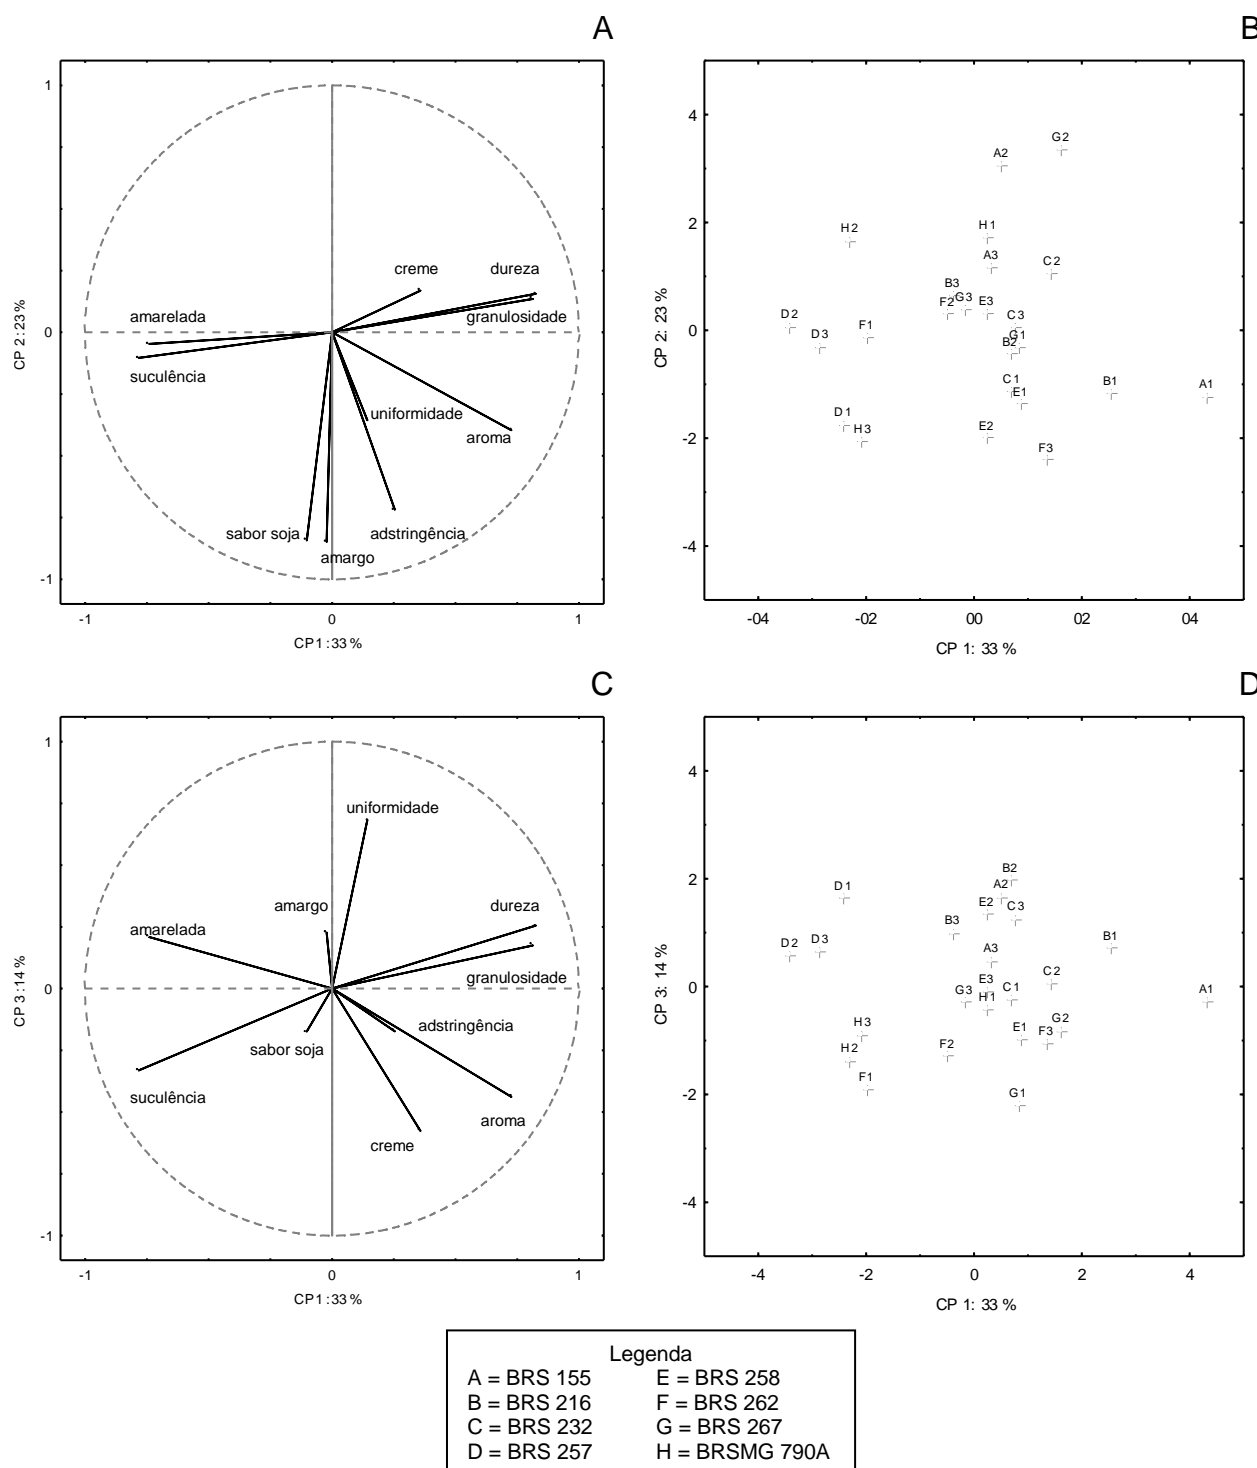 A
1
creme
dureza
amarelada
granulosidade
0
suculência
uniformidade
aroma
sabor soja
adstringência
amargo
-1
-1
0
1
CP 2: 23 %
CP1 : 33 %
B
4
G2
A2
2
H2
H1
A3
C2
B3
F2
G3
E3
C3
0
D2
D3
F1
G1
B2
C1
E1
B1
A1
D1
H3
-2
E2
F3
-4
-04
-02
00
02
04
CP 2: 23 %
CP 1: 33 %
C
1
uniformidade
amargo
dureza
amarelada
granulosidade
0
adstringência
sabor soja
suculência
aroma
creme
-1
-1
0
1
CP 3 : 14 %
CP1 : 33 %
D
4
2
B2
A2
D1
E2
C3
B3
B1
D2
D3
A3
C2
0
E3
G3
H1
C1
A1
H3
H2
F2
E1
F3
G2
F1
G1
-2
-4
-4
-2
0
2
4
CP 3: 14 %
CP 1: 33 %
Legenda
A = BRS 155 E = BRS 258
B = BRS 216 F = BRS 262
C = BRS 232 G = BRS 267
D = BRS 257 H = BRSMG 790A